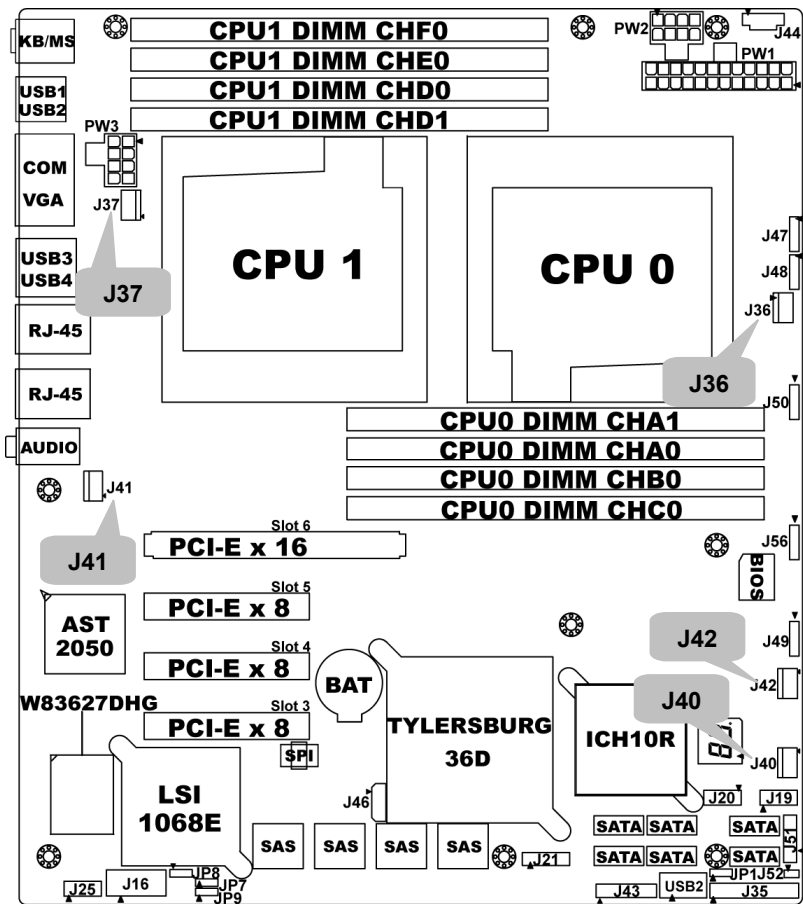 KB/MS
CPU1 DIMM CHF0
PW2
J44
CPU1 DIMM CHE0
PW1
USB1
USB2
CPU1 DIMM CHD0
CPU1 DIMM CHD1
PW3
COM
VGA
J37
J47
USB3
USB4
J37
CPU 1
CPU 0
J48
J36
RJ-45
J36
RJ-45
J50
CPU0 DIMM CHA1
AUDIO
CPU0 DIMM CHA0
CPU0 DIMM CHB0
J41
CPU0 DIMM CHC0
Slot 6
PCI-E x 16
J56
J41
BIOS
Slot 5
PCI-E x 8
AST
2050
J42
J49
Slot 4
PCI-E x 8
BAT
J42
W83627DHG
J40
Slot 3
PCI-E x 8
TYLERSBURG
36D
ICH10R
8.
SPI
J40
LSI
1068E
J46
J20
J19
SATA SATA SATA
J51
SAS SAS SAS SAS
SATA SATA SATA
J21
JP8
JP1 J52
J25
J16
JP7
JP9
J43
USB2
J35